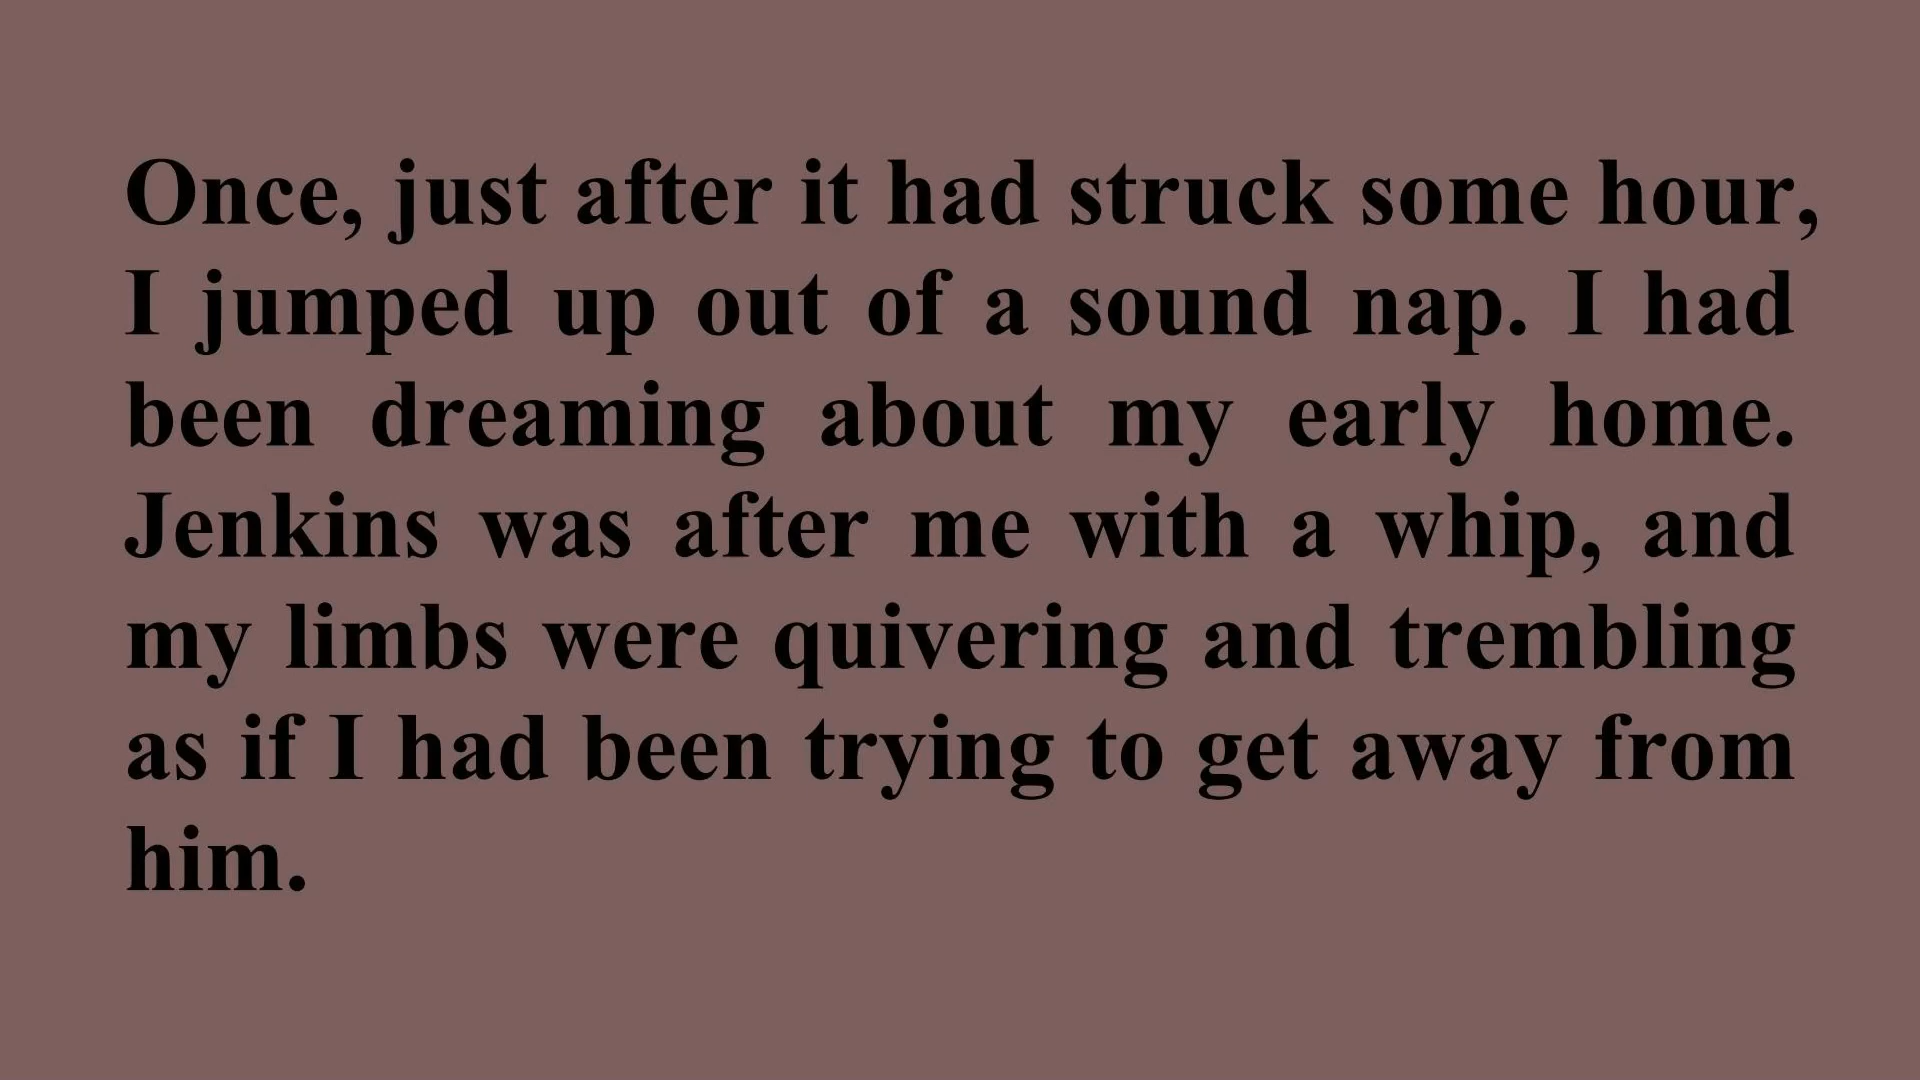 Once, just after it had struck some hour,
I jumped up out of a sound nap. I had
been dreaming about my early home.
Jenkins was after me with a whip, and
my limbs were quivering and trembling
as if I had been trying to get away from
him.